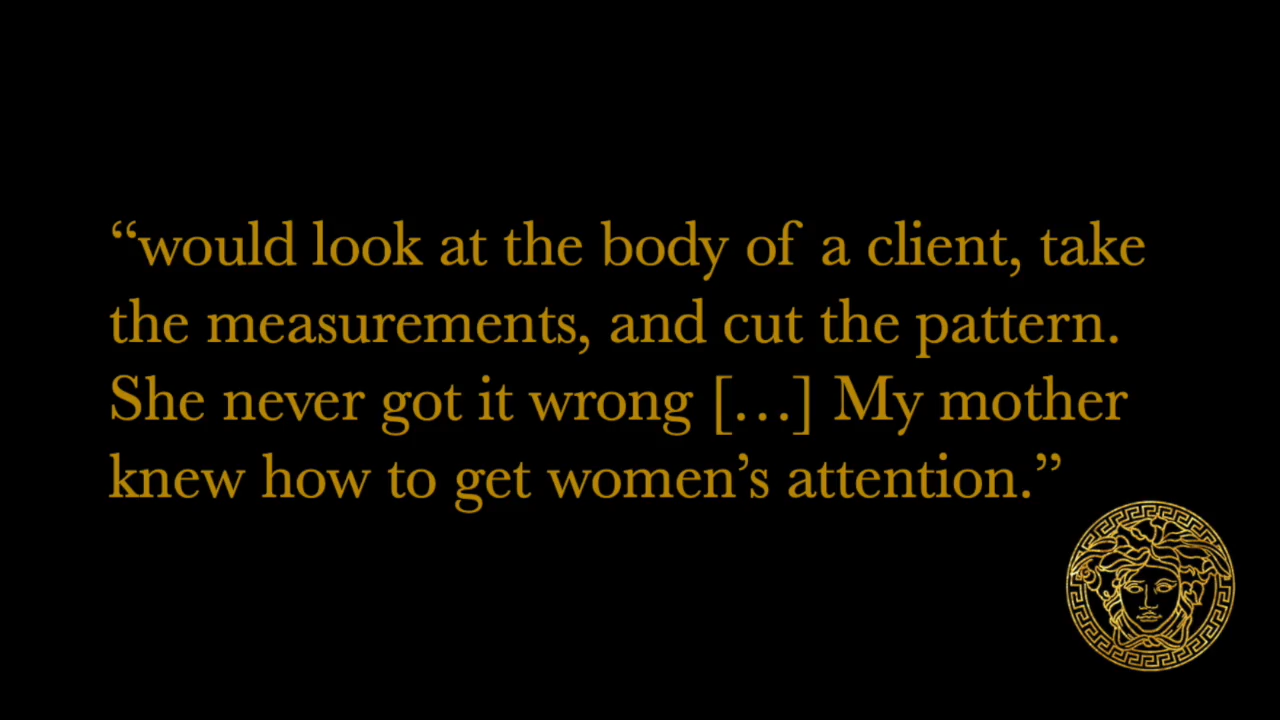 “would look at the body of a client, take
the measurements, and cut the pattern.
She never got it wrong […] My mother
knew how to get women’s attention.”